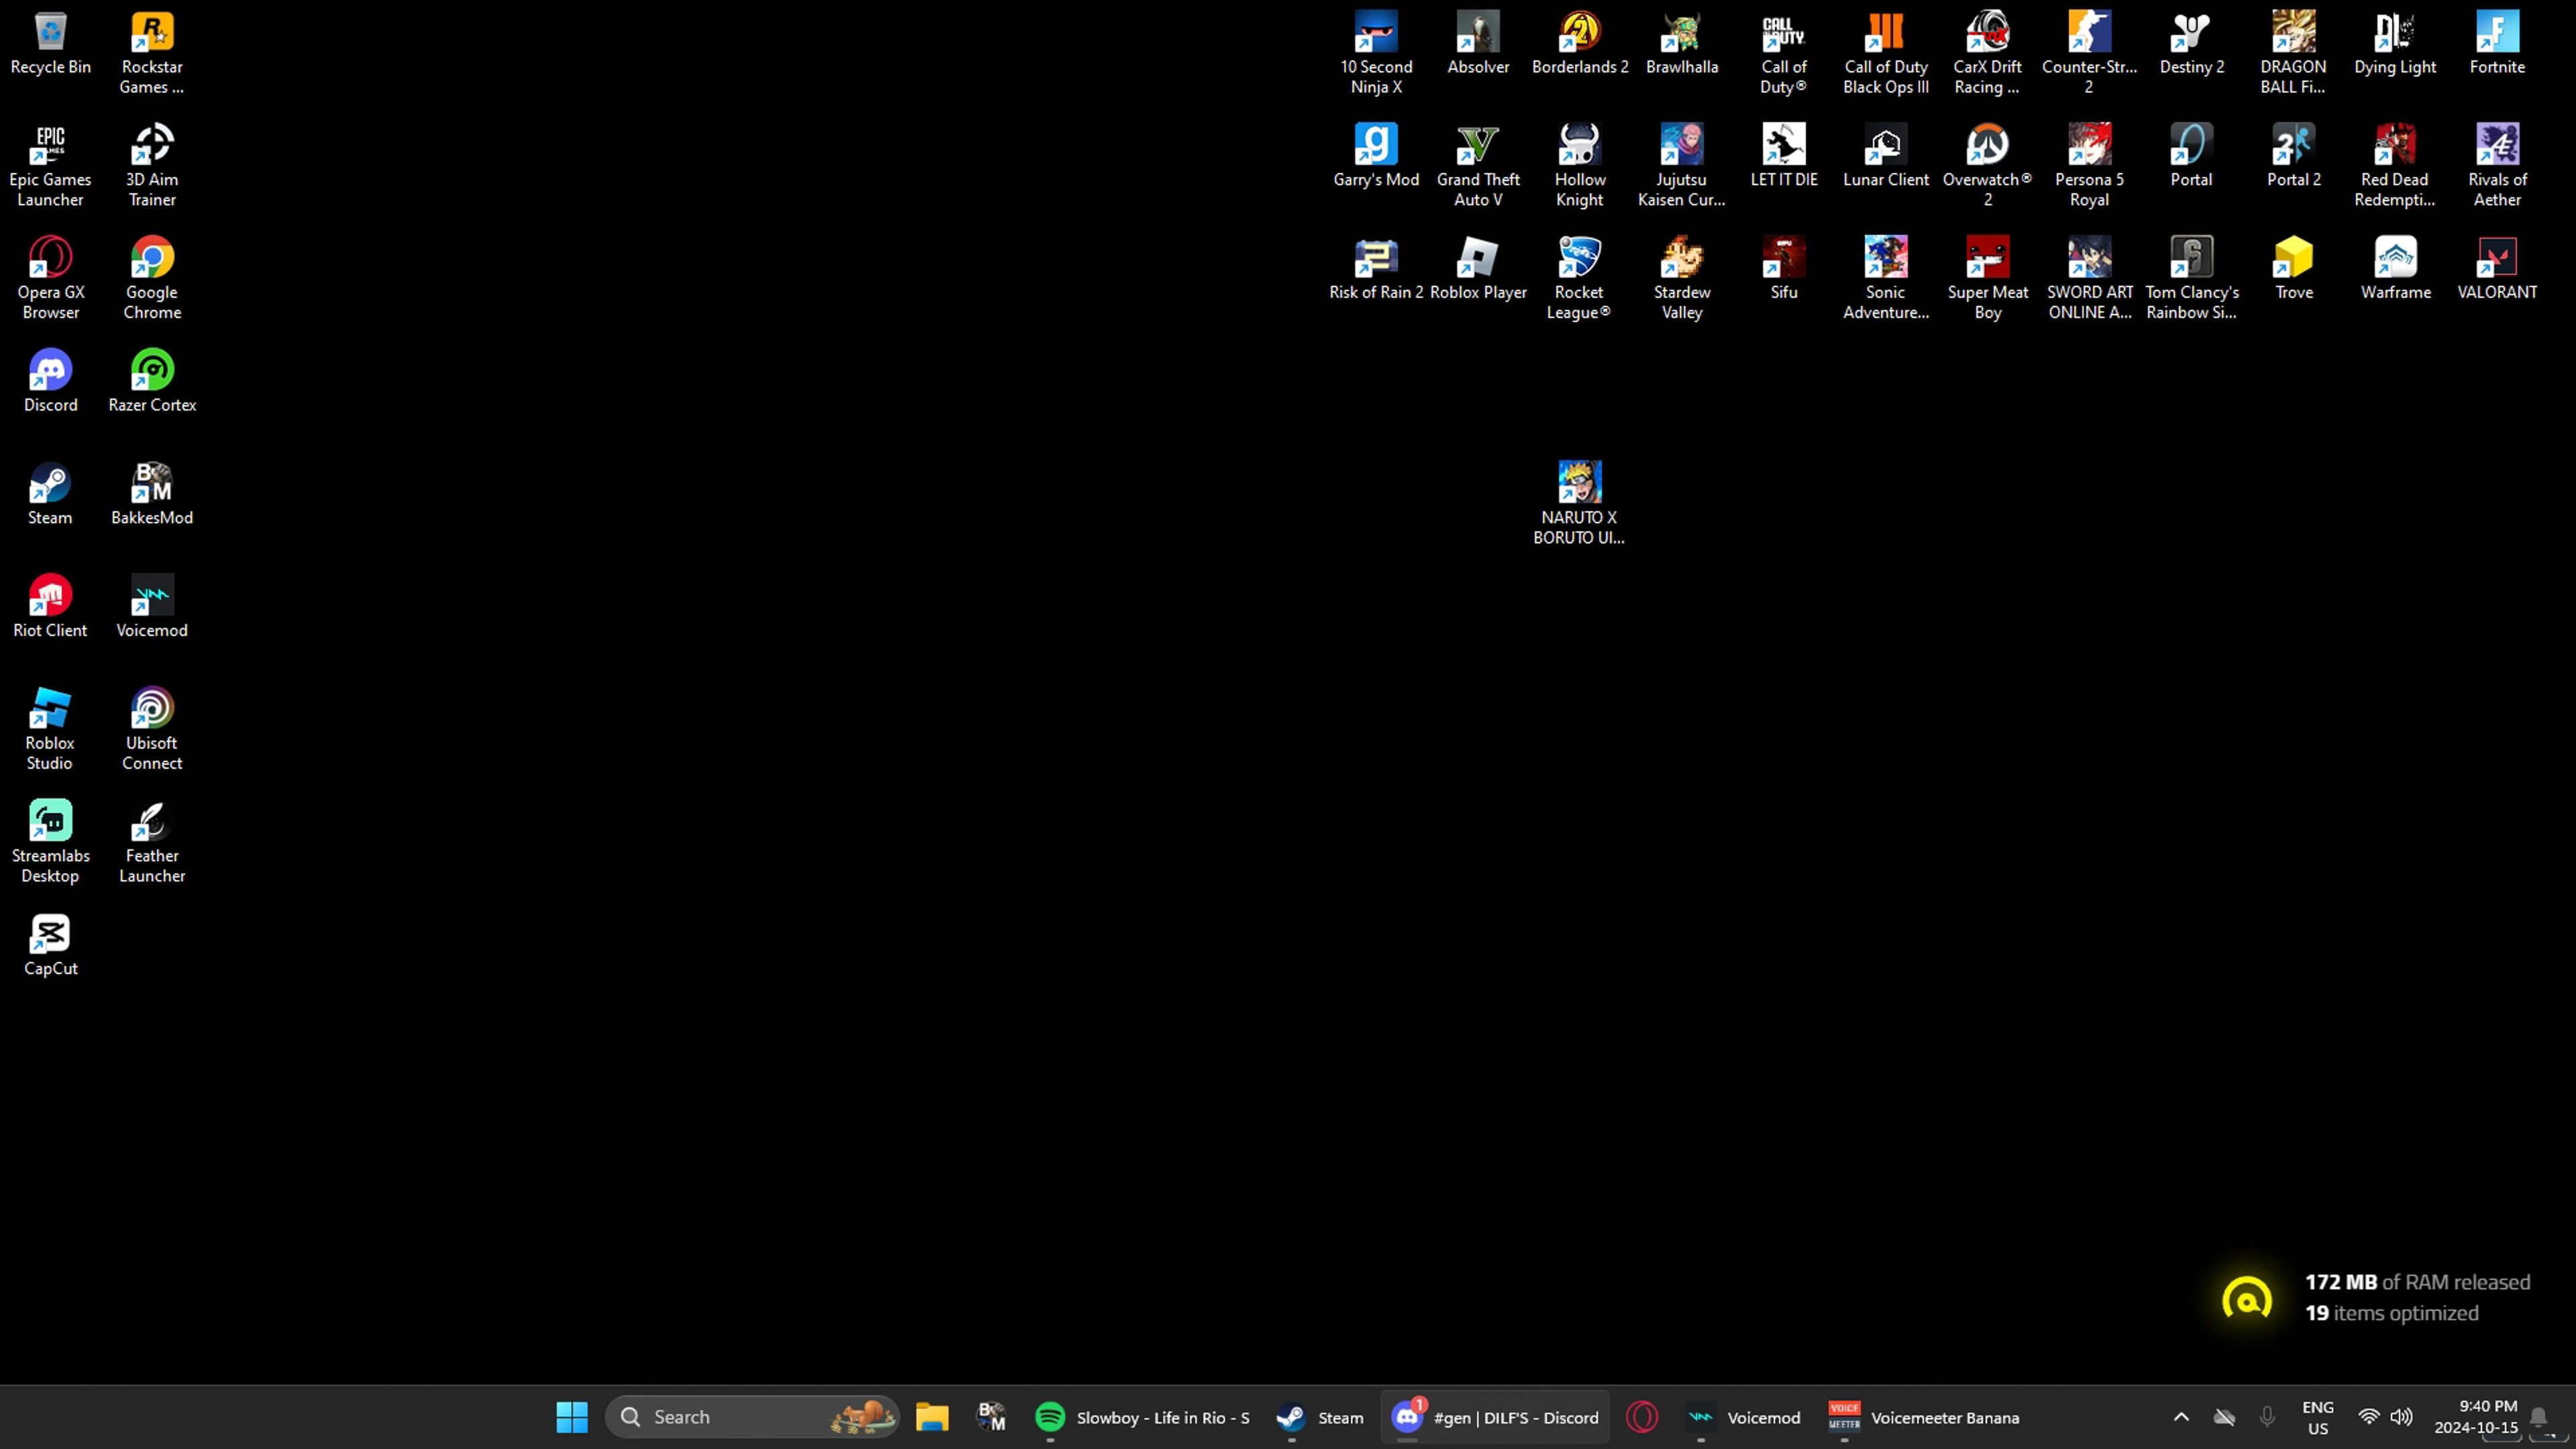 Recycle Bin
Rockstar
Games ...
Epic Games
Launcher
3D Aim
Trainer
Opera GX
Browser
Google
Chrome
Discord
Razer Cortex
Steam
BakkesMod
Riot Client
Voicemod
Roblox
Studio
Ubisoft
Connect
Streamlabs
Desktop
Feather
Launcher
CapCut
10 Second
Ninja X
Absolver
Borderlands 2
Brawlhalla
Call of
Duty®
Call of Duty
Black Ops III
CarX Drift
Racing ...
Counter-Str...
2
Destiny 2
DRAGON
BALL Fi...
Dying Light
Fortnite
Garry's Mod
Grand Theft
Auto V
Hollow
Knight
Jujutsu
Kaisen Cur...
LET IT DIE
Lunar Client
Overwatch®
2
Persona 5
Royal
Portal
Portal 2
Red Dead
Redempti...
Rivals of
Aether
Risk of Rain 2
Roblox Player
Rocket
League®
Stardew
Valley
Sifu
Sonic
Adventure...
Super Meat
Boy
SWORD ART
ONLINE A...
Tom Clancy's
Rainbow Si...
Trove
Warframe
VALORANT
NARUTO X
BORUTO Ul...
172 MB of RAM released
19 items optimized
Search
Slowboy - Life in Rio - S
Steam
1
#gen | DILF'S - Discord
Voicemod
VOICE
MEETER
Voicemeeter Banana
ENG
US
9:40 PM
2024-10-15